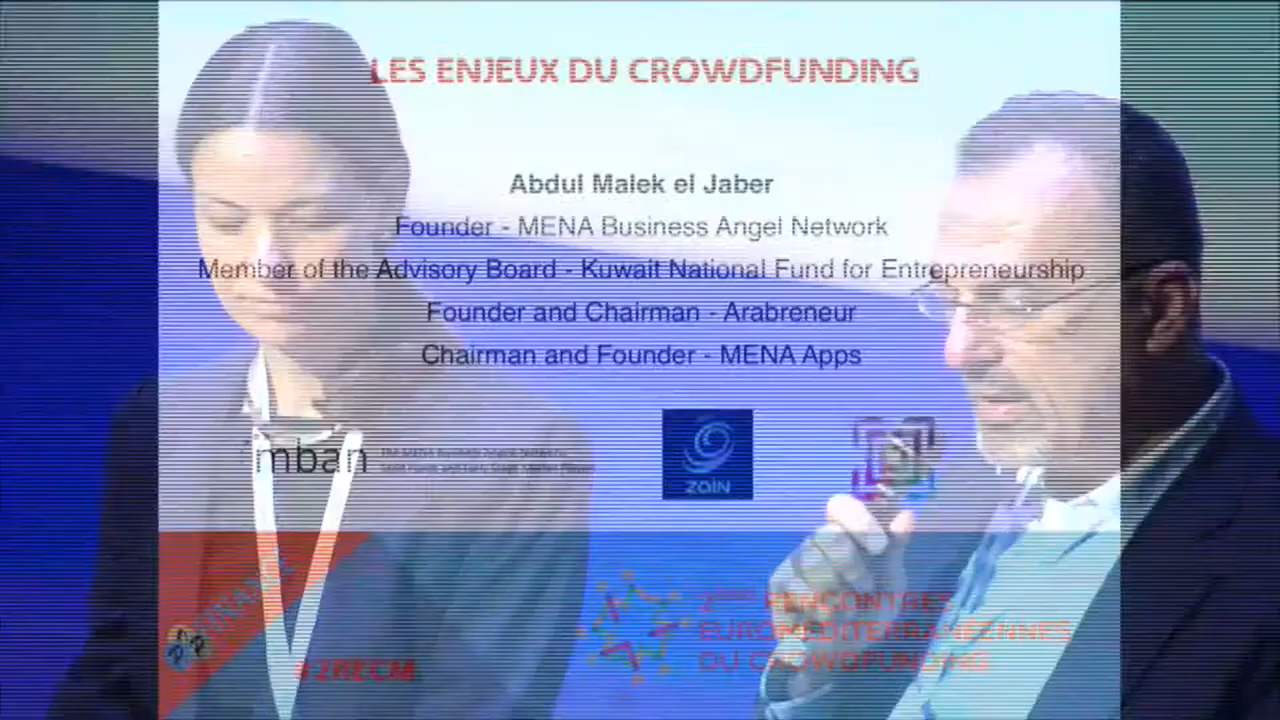 LES ENJEUX DU CROWDFUNDING
Abdul Malek el Jaber
Founder - MENA Business Angel Network
Member of the Advisory Board - Kuwait National Fund for Entrepreneurship
Founder and Chairman - Arabreneur
Chairman and Founder - MENA Apps
mban
zain
FINANCE
#2RECM
RENCONTRES
EUROMÉDITERRANÉENNES
DU CROWDFUNDING